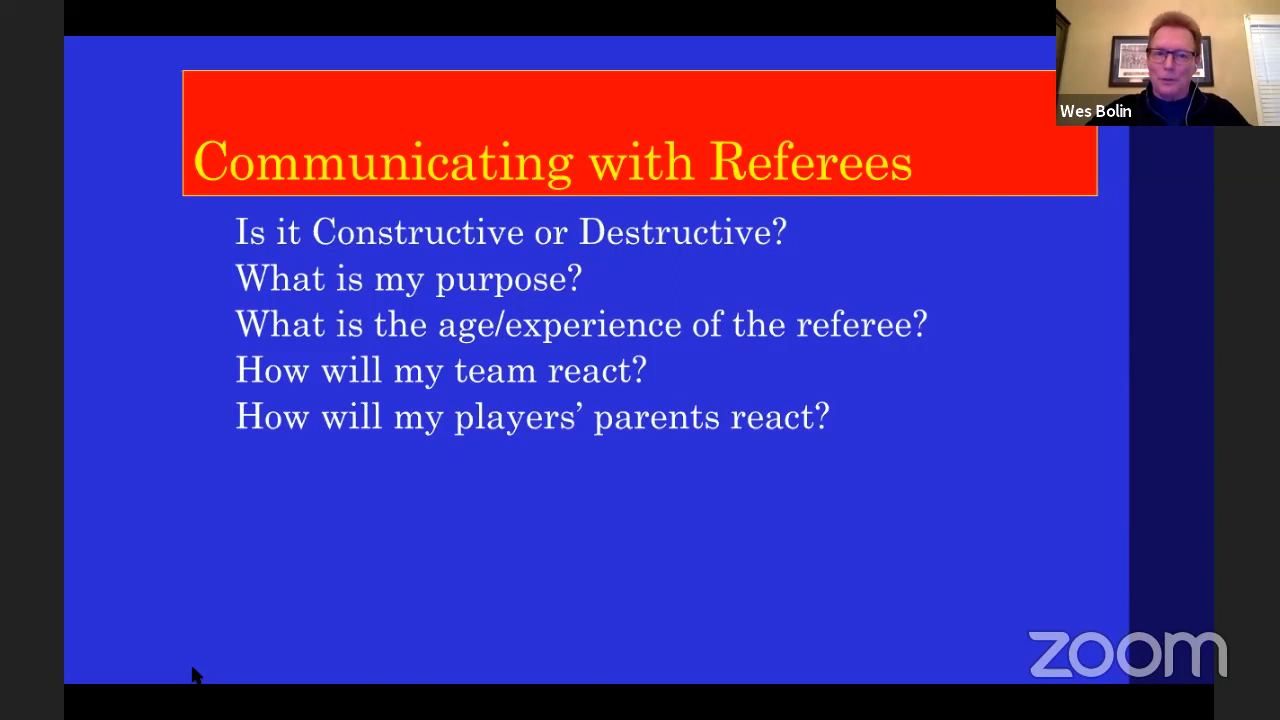 Communicating with Referees
Is it Constructive or Destructive?
What is my purpose?
What is the age/experience of the referee?
How will my team react?
How will my players’ parents react?
Wes Bolin
zoom